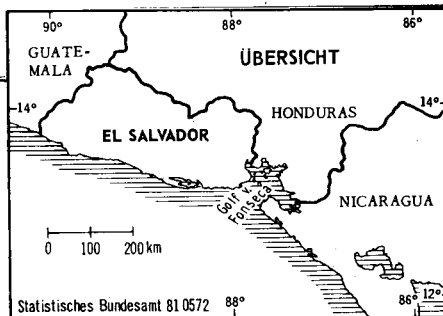 90°
88°
86°
GUATE-
MALA
ÜBERSICHT
14°
HONDURAS
14°
EL SALVADOR
Golf v.
Fonseca
NICARAGUA
0 100 200 km
12°
Statistisches Bundesamt 81 0572
88°
86°